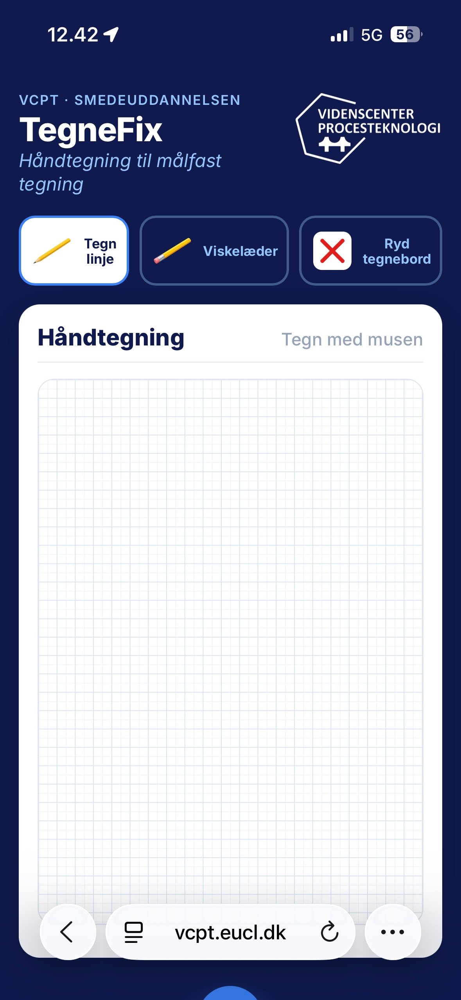 12.42
5G
56
VCPT · SMEDEUDDANNELSEN
TegneFix
Håndtegning til målfast
tegning
VIDENSCENTER
PROCESTEKNOLOGI
Tegn
linje
Viskelæder
Ryd
tegnebord
Håndtegning
Tegn med musen
vcpt.eucl.dk